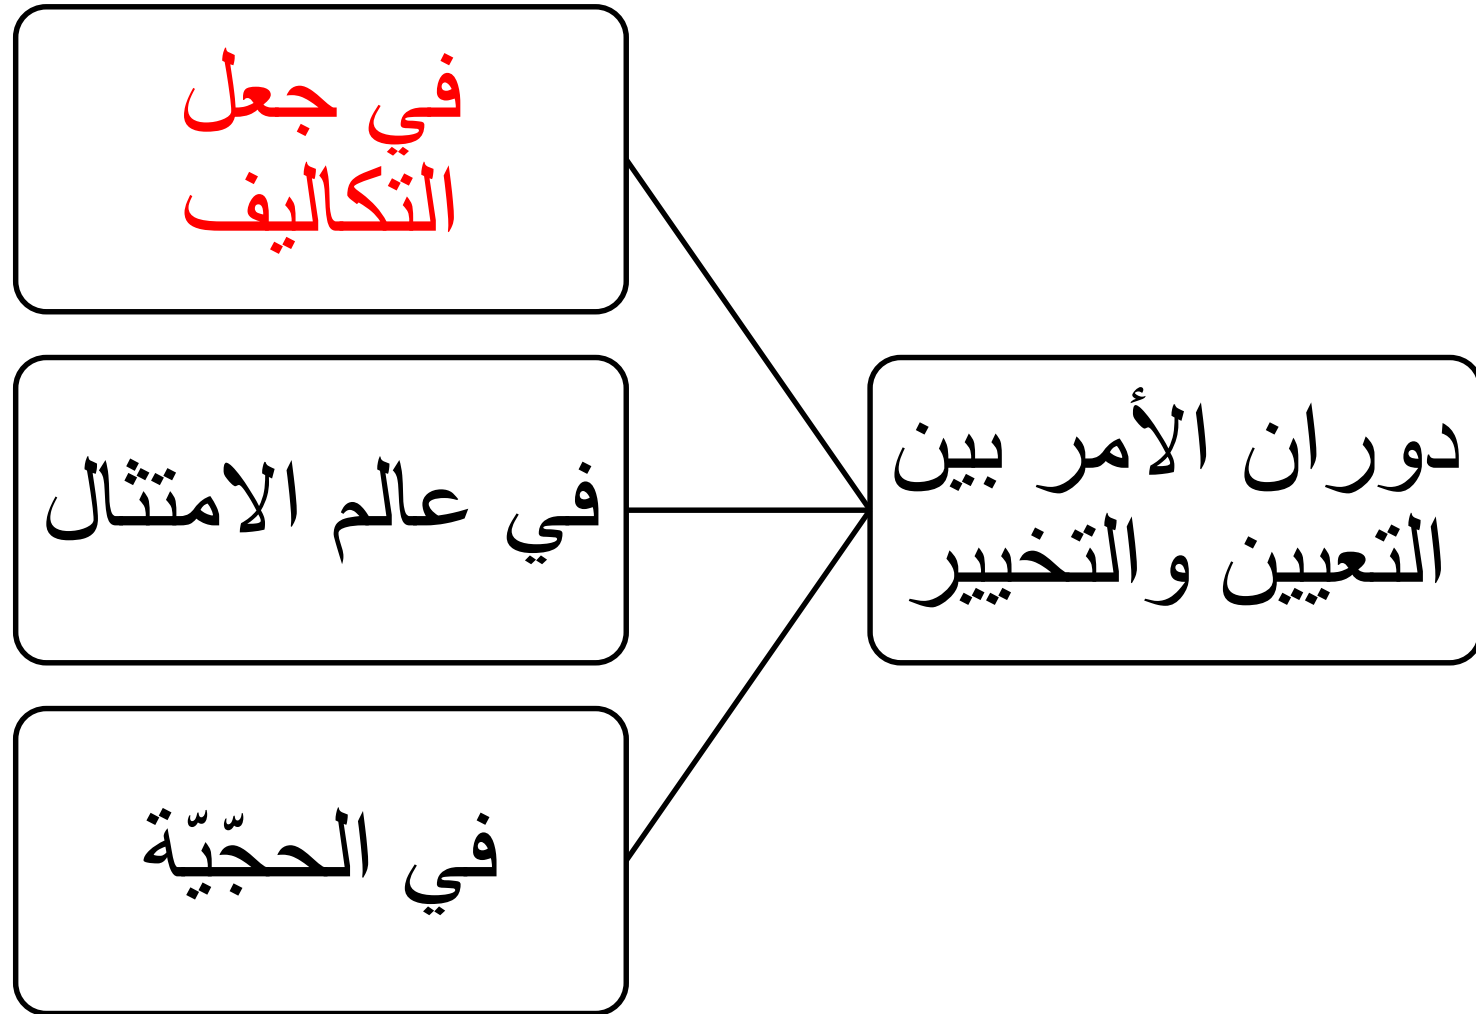 دوران الأمر بين
التعيين والتخيير
في جعل
التكاليف
في عالم الامتثال
في الحجّيّة